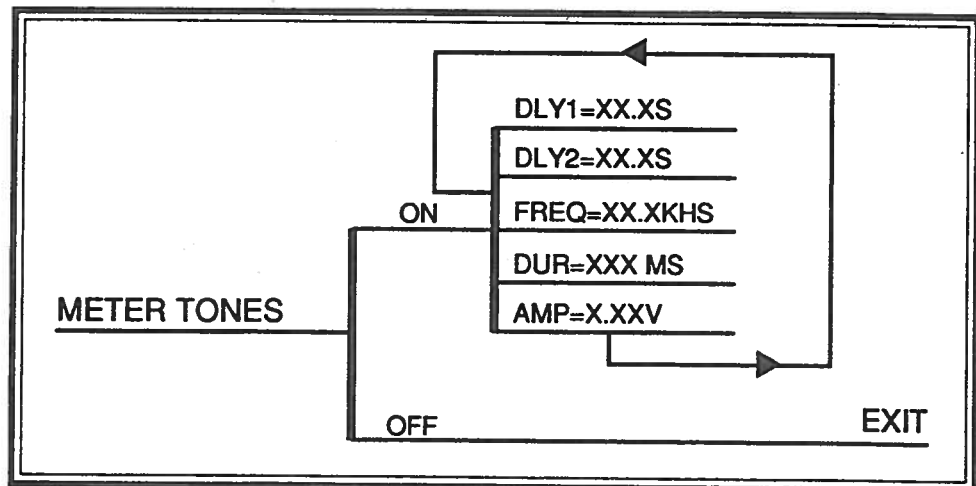 DLY1=XX.XS
DLY2=XX.XS
ON
FREQ=XX.XKHS
DUR=XXX MS
METER TONES
AMP=X.XXV
OFF
EXIT